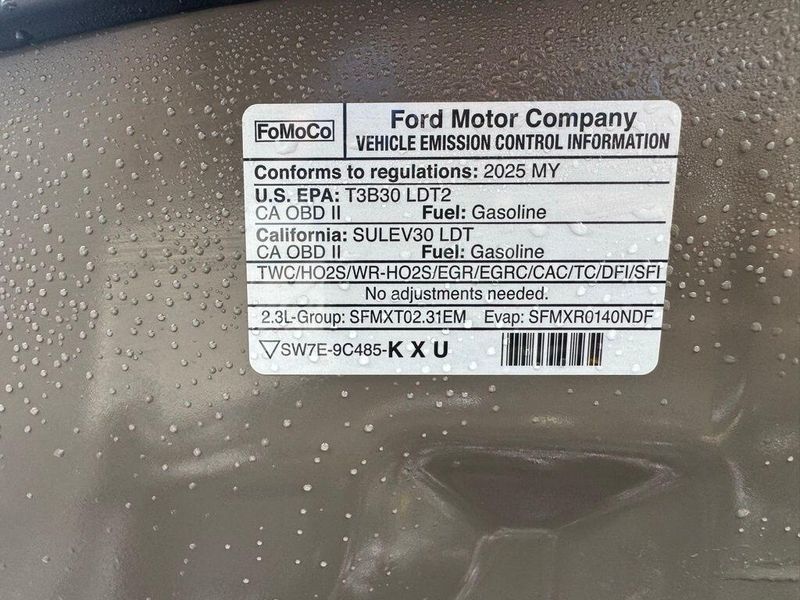 FoMoCo
Ford Motor Company
VEHICLE EMISSION CONTROL INFORMATION
Conforms to regulations: 2025 MY
U.S. EPA: T3B30 LDT2
CA OBD II Fuel: Gasoline
California: SULEV30 LDT
CA OBD II Fuel: Gasoline
TWC/HO2S/WR-HO2S/EGR/EGRC/CAC/TC/DFI/SFI
No adjustments needed.
2.3L-Group: SFMXT02.31EM Evap: SFMXR0140NDF
SW7E-9C485-K X U